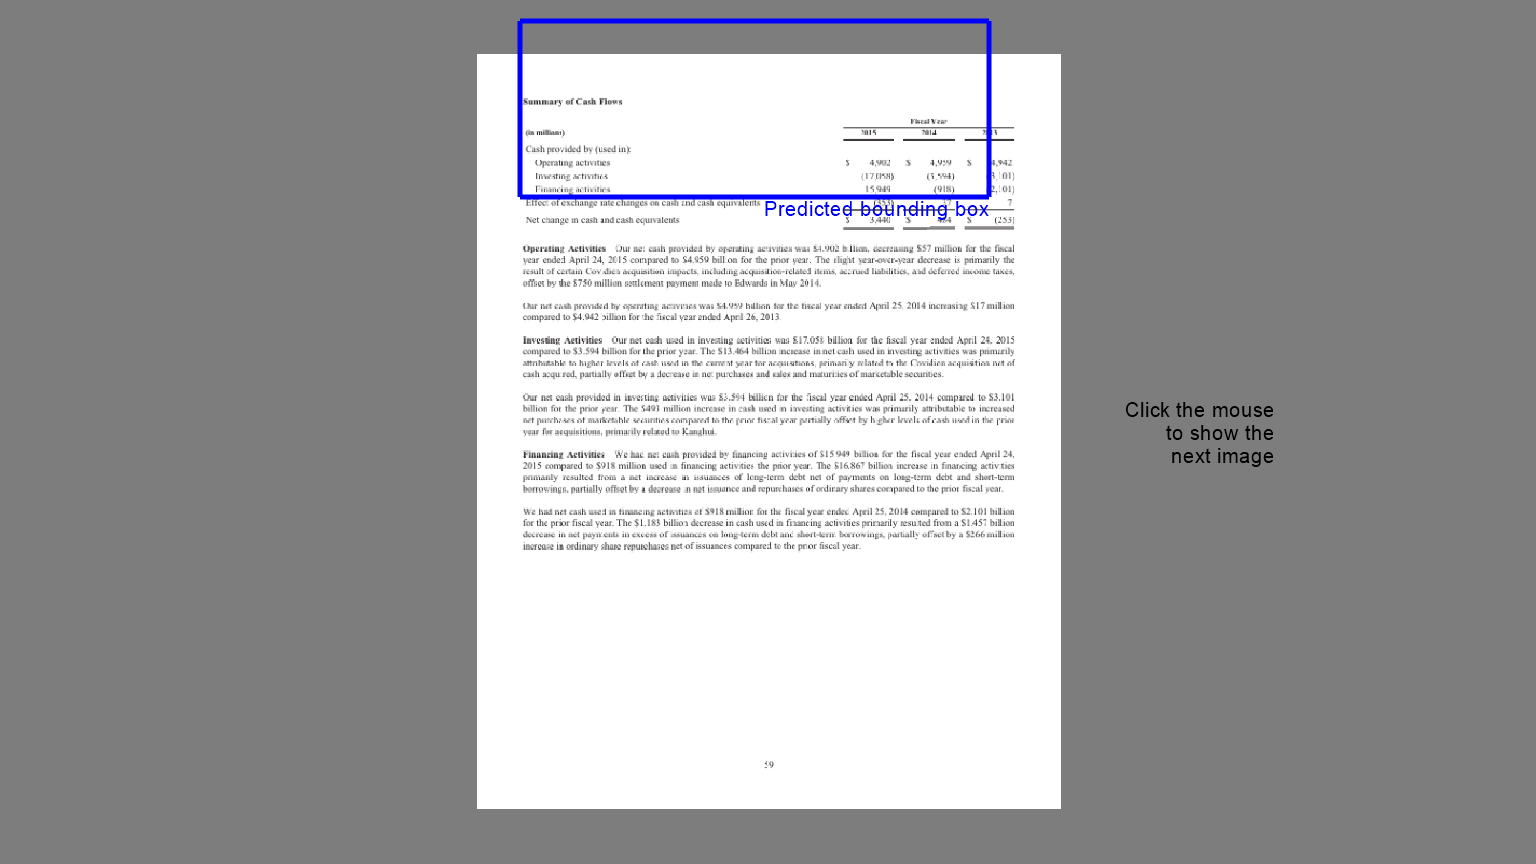 Summary of Cash Flows
Fiscal Year
(in millions) 2015 2014 2013
Cash provided by (used in):
Operating activities $ 4,902 $ 4,959 $ 4,942
Investing activities (17,058) (3,594) (3,101)
Financing activities 15,949 (918) (2,101)
Effect of exchange rate changes on cash and cash equivalents (353) 37 7
Predicted bounding box
Net change in cash and cash equivalents $ 3,440 $ 484 $ (253)
Operating Activities Our net cash provided by operating activities was $4.902 billion, decreasing $57 million for the fiscal
year ended April 24, 2015 compared to $4.959 billion for the prior year. The slight year-over-year decrease is primarily the
result of certain Covidien acquisition impacts, including acquisition-related items, accrued liabilities, and deferred income taxes,
offset by the $750 million settlement payment made to Edwards in May 2014.
Our net cash provided by operating activities was $4.959 billion for the fiscal year ended April 25, 2014 increasing $17 million
compared to $4.942 billion for the fiscal year ended April 26, 2013.
Investing Activities Our net cash used in investing activities was $17.058 billion for the fiscal year ended April 24, 2015
compared to $3.594 billion for the prior year. The $13.464 billion increase in net cash used in investing activities was primarily
attributable to higher levels of cash used in the current year for acquisitions, primarily related to the Covidien acquisition net of
cash acquired, partially offset by a decrease in net purchases and sales and maturities of marketable securities.
Our net cash provided in investing activities was $3.594 billion for the fiscal year ended April 25, 2014 compared to $3.101
billion for the prior year. The $493 million increase in cash used in investing activities was primarily attributable to increased
net purchases of marketable securities compared to the prior fiscal year partially offset by higher levels of cash used in the prior
year for acquisitions, primarily related to Kanghui.
Financing Activities We had net cash provided by financing activities of $15.949 billion for the fiscal year ended April 24,
2015 compared to $918 million used in financing activities the prior year. The $16.867 billion increase in financing activities
primarily resulted from a net increase in issuances of long-term debt net of payments on long-term debt and short-term
borrowings, partially offset by a decrease in net issuance and repurchases of ordinary shares compared to the prior fiscal year.
We had net cash used in financing activities of $918 million for the fiscal year ended April 25, 2014 compared to $2.101 billion
for the prior fiscal year. The $1.183 billion decrease in cash used in financing activities primarily resulted from a $1.457 billion
decrease in net payments in excess of issuances on long-term debt and short-term borrowings, partially offset by a $266 million
increase in ordinary share repurchases net of issuances compared to the prior fiscal year.
59
Click the mouse
to show the
next image